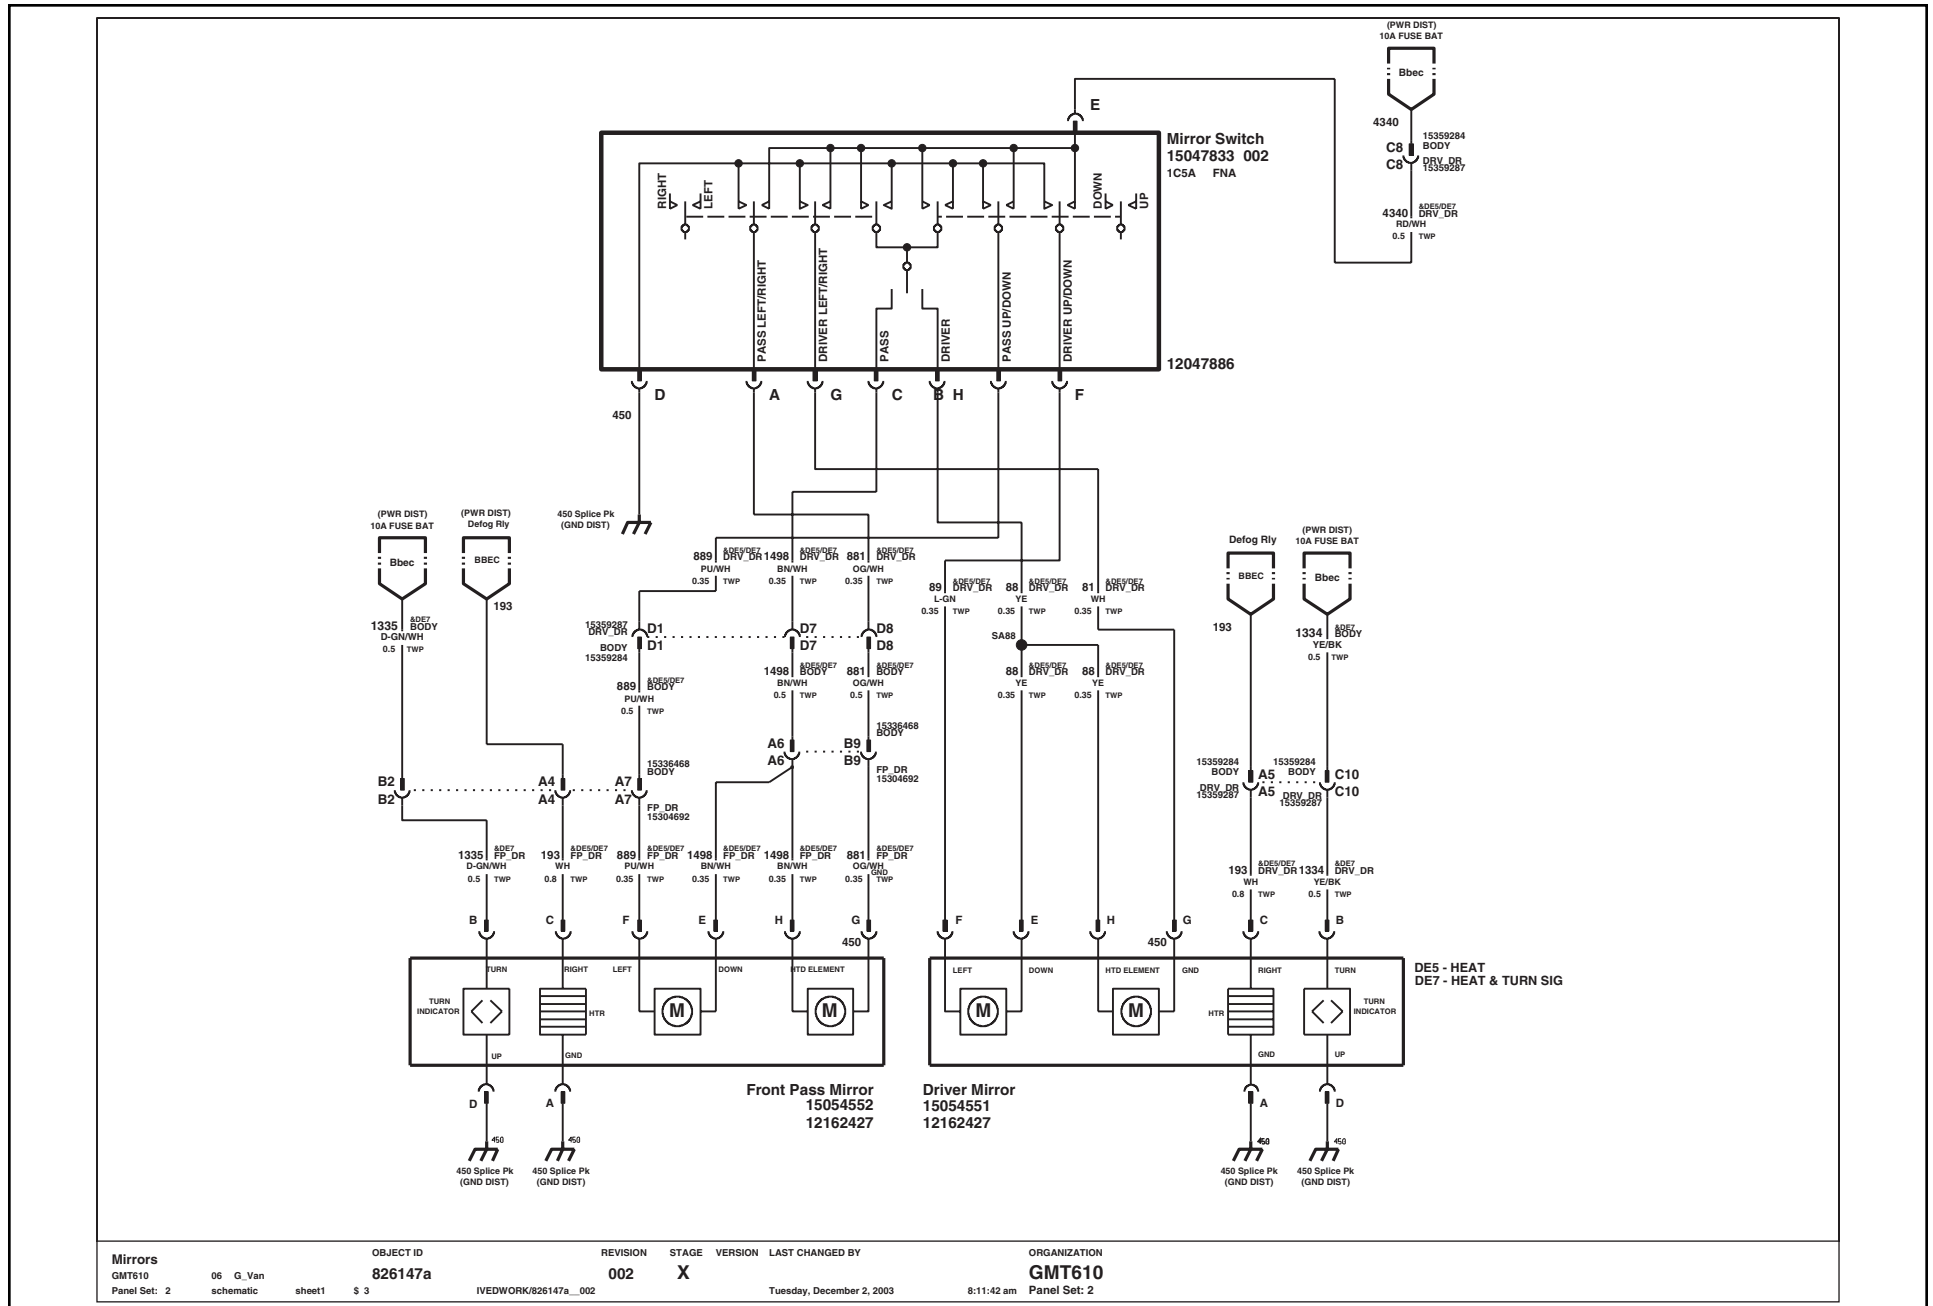 (PWR DIST)
10A FUSE BAT
Bbec
4340
15359284
BODY
C8
C8
DRV_DR
15359287
4340
&DE5/DE7
DRV_DR
RD/WH
0.5 TWP
E
Mirror Switch
15047833 002
1C5A FNA
RIGHT
LEFT
DOWN
UP
PASS LEFT/RIGHT
DRIVER LEFT/RIGHT
PASS
DRIVER
PASS UP/DOWN
DRIVER UP/DOWN
12047886
D A G C B H F
450
450 Splice Pk
(GND DIST)
(PWR DIST)
10A FUSE BAT
Bbec
(PWR DIST)
Defog Rly
BBEC
193
1335
&DE7
BODY
D-GN/WH
0.5 TWP
889
&DE5/DE7
DRV_DR
PU/WH
0.35 TWP
1498
&DE5/DE7
DRV_DR
BN/WH
0.35 TWP
881
&DE5/DE7
DRV_DR
OG/WH
0.35 TWP
89
&DE5/DE7
DRV_DR
L-GN
0.35 TWP
88
&DE5/DE7
DRV_DR
YE
0.35 TWP
81
&DE5/DE7
DRV_DR
WH
0.35 TWP
Defog Rly
BBEC
193
(PWR DIST)
10A FUSE BAT
Bbec
1334
&DE7
BODY
YE/BK
0.5 TWP
15359287
DRV_DR
D1
D1
BODY
15359284
D7
D7
D8
D8
SA88
889
&DE5/DE7
BODY
PU/WH
0.5 TWP
1498
&DE5/DE7
BODY
BN/WH
0.5 TWP
881
&DE5/DE7
BODY
OG/WH
0.5 TWP
88
&DE5/DE7
DRV_DR
YE
0.35 TWP
88
&DE5/DE7
DRV_DR
YE
0.35 TWP
15336468
BODY
A6
A6
B9
B9
FP_DR
15304692
B2
B2
A4
A4
A7
A7
15336468
BODY
FP_DR
15304692
15359284
BODY
A5
A5
DRV_DR
15359287
15359284
BODY
C10
C10
DRV_DR
15359287
1335
&DE7
FP_DR
D-GN/WH
0.5 TWP
193
&DE5/DE7
FP_DR
WH
0.8 TWP
889
&DE5/DE7
FP_DR
PU/WH
0.35 TWP
1498
&DE5/DE7
FP_DR
BN/WH
0.35 TWP
1498
&DE5/DE7
FP_DR
BN/WH
0.35 TWP
881
&DE5/DE7
FP_DR
OG/WH
GND
0.35 TWP
193
&DE5/DE7
DRV_DR
WH
0.8 TWP
1334
&DE7
DRV_DR
YE/BK
0.5 TWP
B C F E H G
450
F E H G C B
450
TURN RIGHT LEFT DOWN HTD ELEMENT
TURN
INDICATOR
HTR
M
M
UP GND
LEFT DOWN HTD ELEMENT GND RIGHT TURN
M
M
HTR
TURN
INDICATOR
GND UP
DE5 - HEAT
DE7 - HEAT & TURN SIG
Front Pass Mirror
15054552
12162427
Driver Mirror
15054551
12162427
D A
A D
450
450 Splice Pk
(GND DIST)
450
450 Splice Pk
(GND DIST)
450
450 Splice Pk
(GND DIST)
450
450 Splice Pk
(GND DIST)
Mirrors OBJECT ID REVISION STAGE VERSION LAST CHANGED BY ORGANIZATION
GMT610 06 G_Van 826147a 002 X GMT610
Panel Set: 2 schematic sheet1 $ 3 IVEDWORK/826147a__002 Tuesday, December 2, 2003 8:11:42 am Panel Set: 2